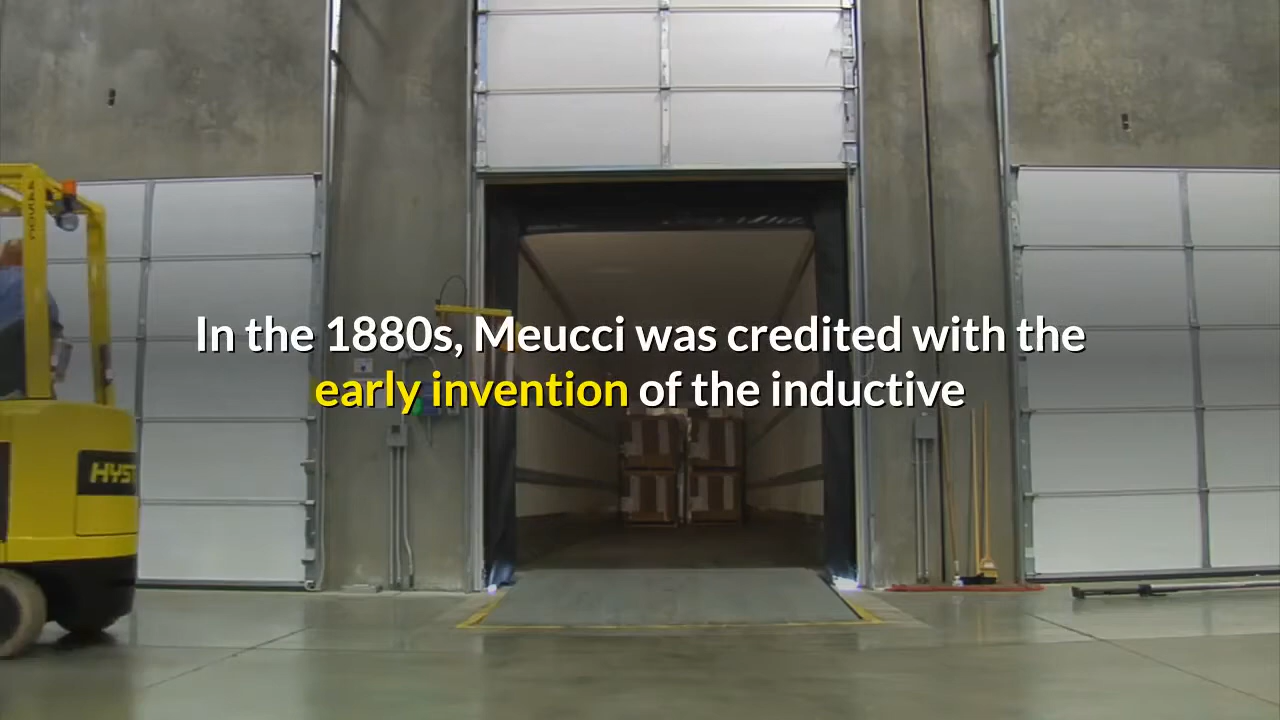 In the 1880s, Meucci was credited with the
early invention of the inductive
HYST